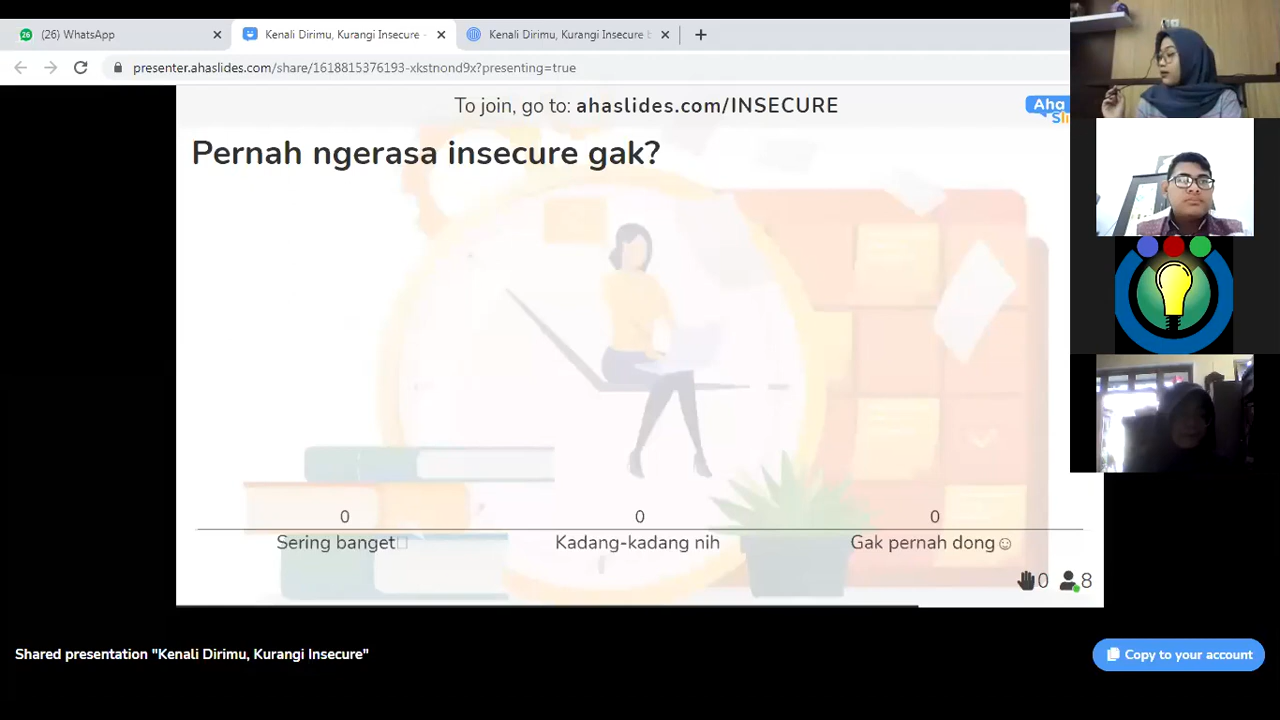 (26) WhatsApp
Kenali Dirimu, Kurangi Insecure -
Kenali Dirimu, Kurangi Insecure b
presenter.ahaslides.com/share/1618815376193-xkstnond9x?presenting=true
To join, go to: ahaslides.com/INSECURE
Aha
Sli
Pernah ngerasa insecure gak?
0
0
0
Sering banget
Kadang-kadang nih
Gak pernah dong☺
0
8
Shared presentation "Kenali Dirimu, Kurangi Insecure"
Copy to your account